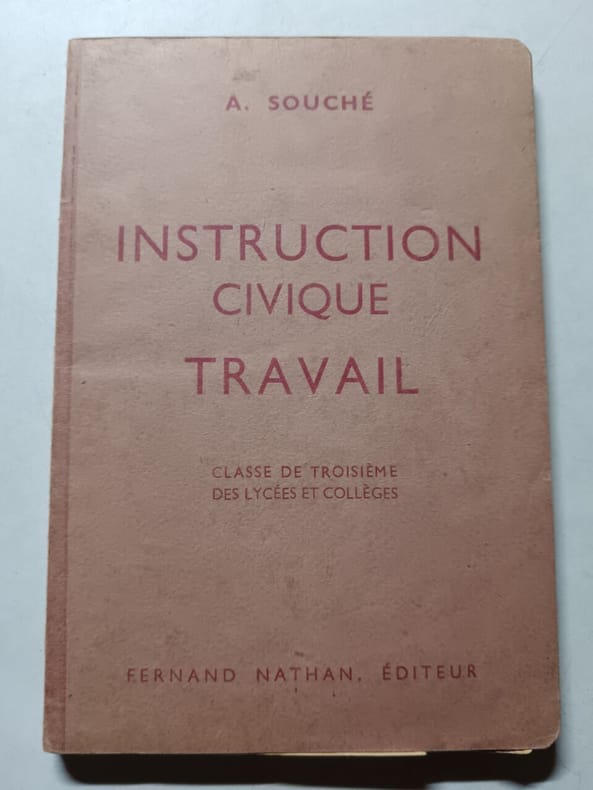 A. SOUCHÉ
INSTRUCTION
CIVIQUE
TRAVAIL
CLASSE DE TROISIÈME
DES LYCÉES ET COLLÈGES
FERNAND NATHAN, ÉDITEUR